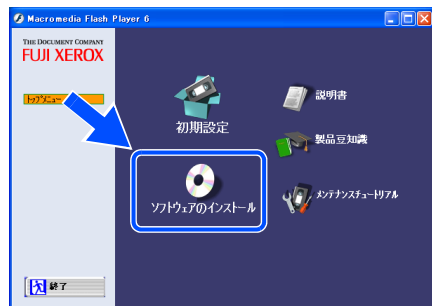 Macromedia Flash Player 6
THE DOCUMENT COMPANY
FUJI XEROX
トップメニュー
初期設定
説明書
製品豆知識
ソフトウェアのインストール
メンテナンスチュートリアル
終了